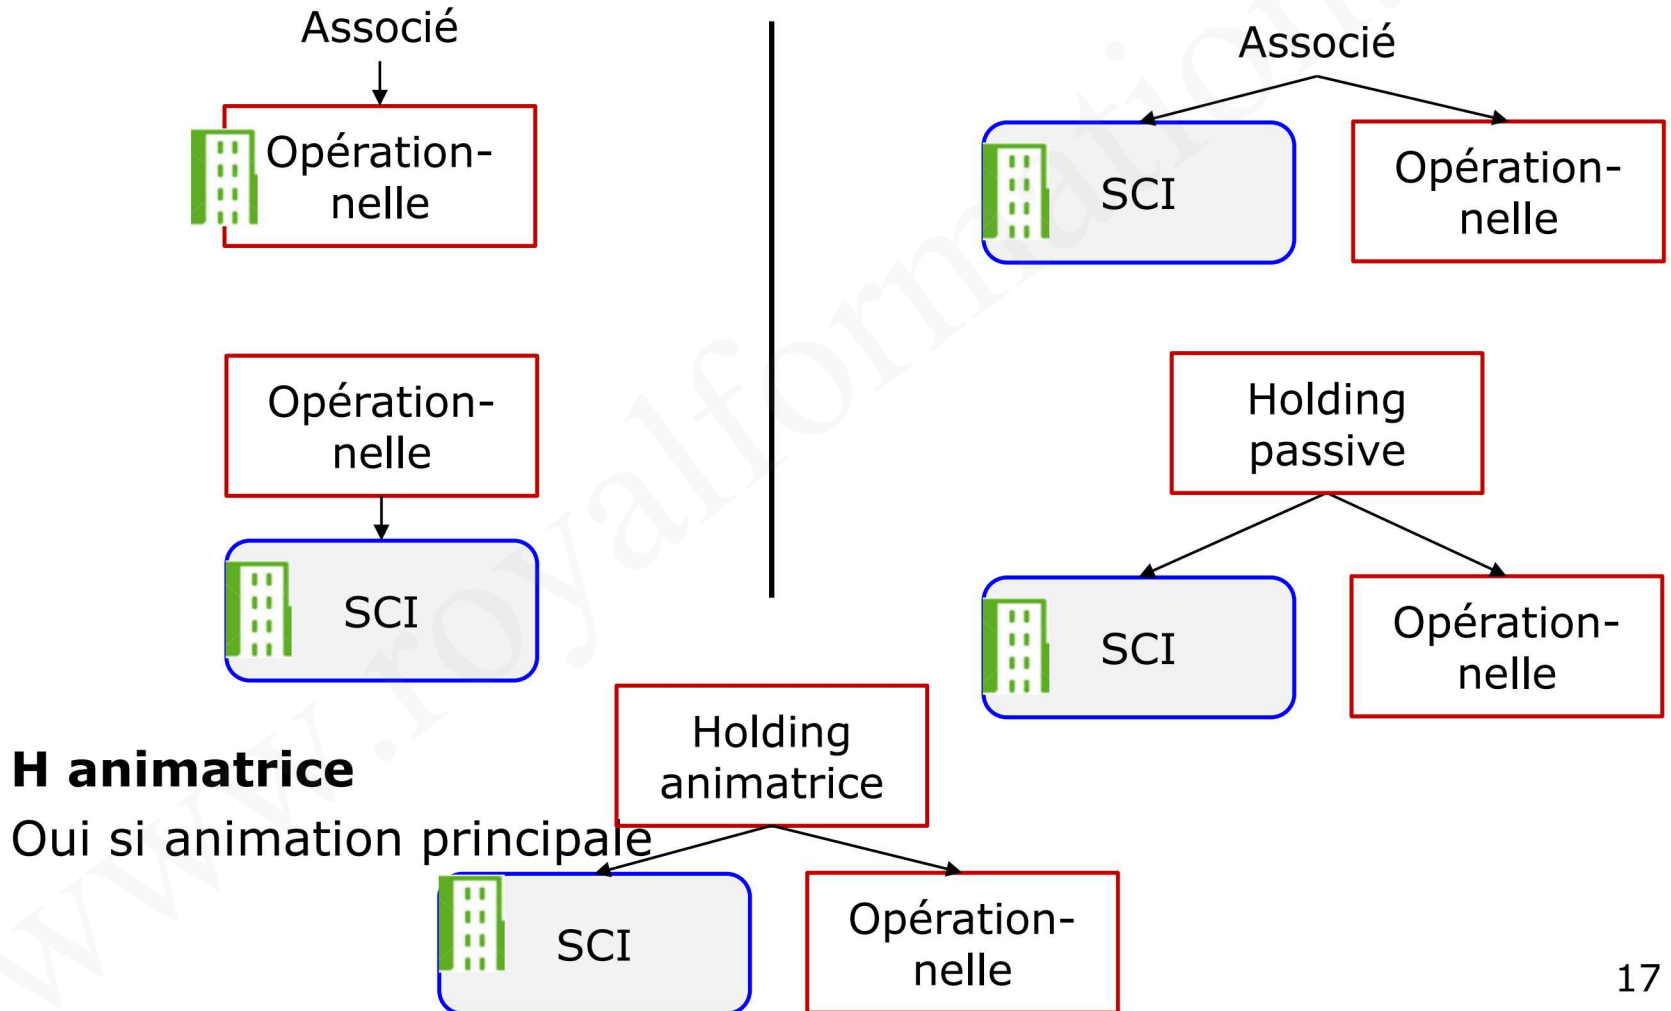 Associé
Opération-
nelle
Opération-
nelle
SCI
Associé
SCI
Opération-
nelle
Holding
passive
SCI
Opération-
nelle
H animatrice
Oui si animation principale
Holding
animatrice
SCI
Opération-
nelle
17
www.royalformation.